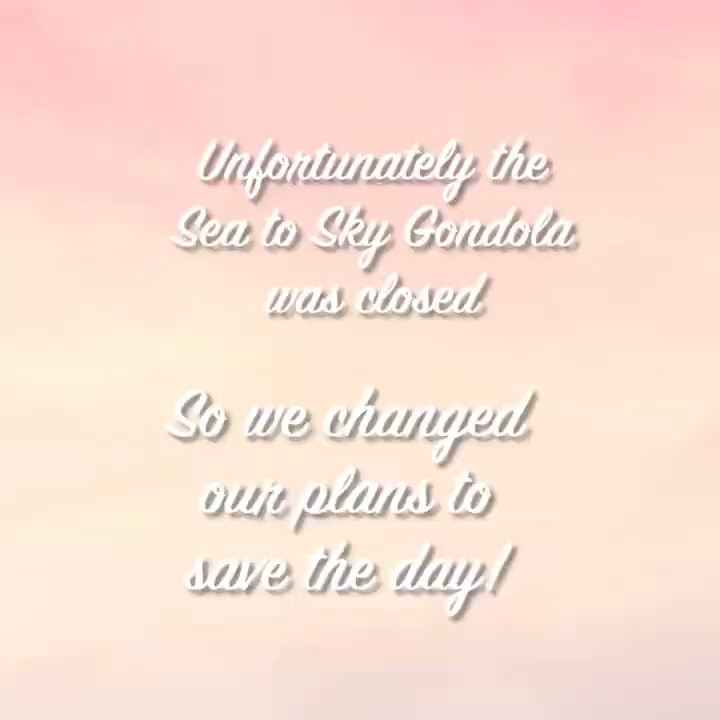 Unfortunately the
Sea to Sky Gondola
was closed
So we changed
our plans to
save the day!